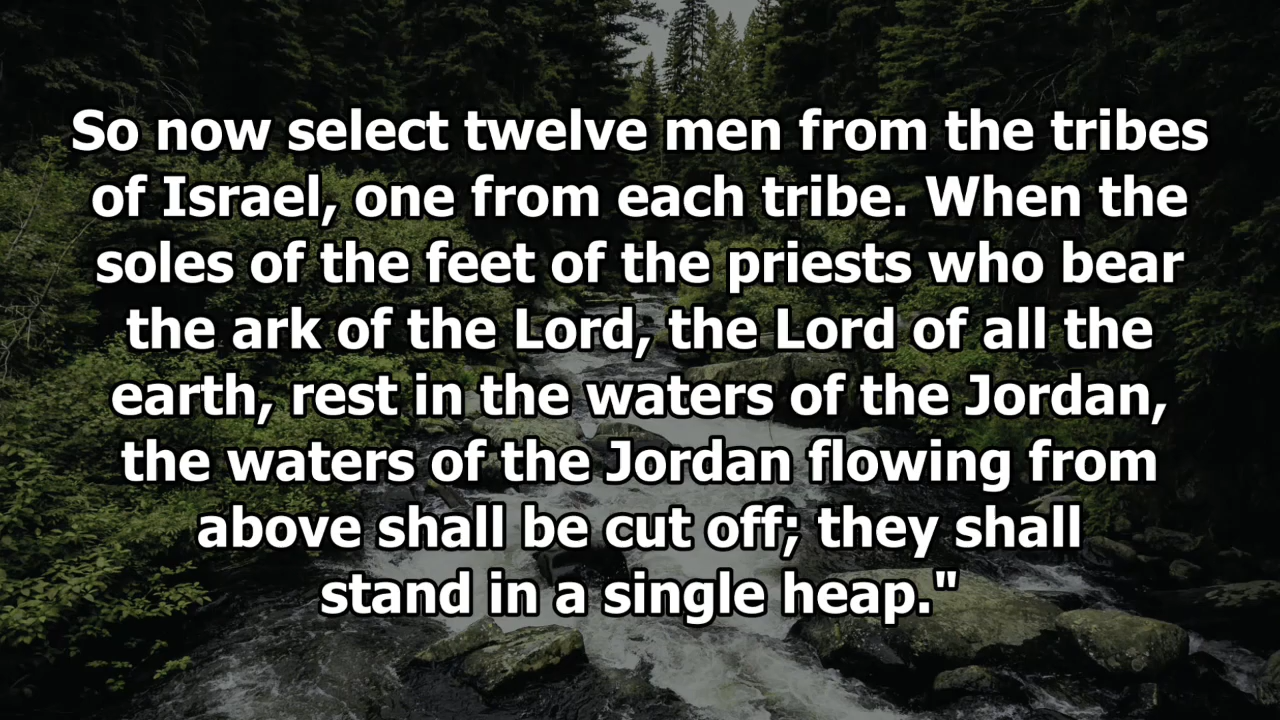 So now select twelve men from the tribes
of Israel, one from each tribe. When the
soles of the feet of the priests who bear
the ark of the Lord, the Lord of all the
earth, rest in the waters of the Jordan,
the waters of the Jordan flowing from
above shall be cut off; they shall
stand in a single heap."